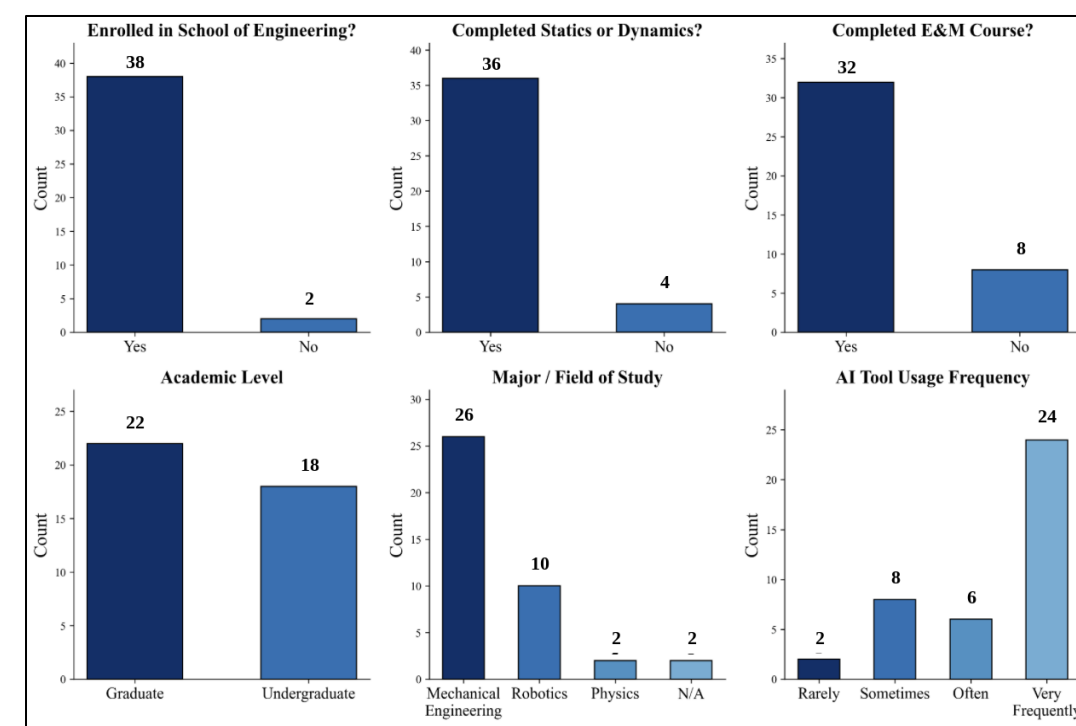 Enrolled in School of Engineering?
Completed Statics or Dynamics?
Completed E&M Course?
Count
40
35
30
25
20
15
10
5
0
38
2
Yes
No
Count
40
35
30
25
20
15
10
5
0
36
4
Yes
No
Count
35
30
25
20
15
10
5
0
32
8
Yes
No
Academic Level
Major / Field of Study
AI Tool Usage Frequency
Count
25
20
15
10
5
0
22
18
Graduate
Undergraduate
Count
30
25
20
15
10
5
0
26
10
2
2
Mechanical
Engineering
Robotics
Physics
N/A
Count
25
20
15
10
5
0
2
8
6
24
Rarely
Sometimes
Often
Very
Frequently